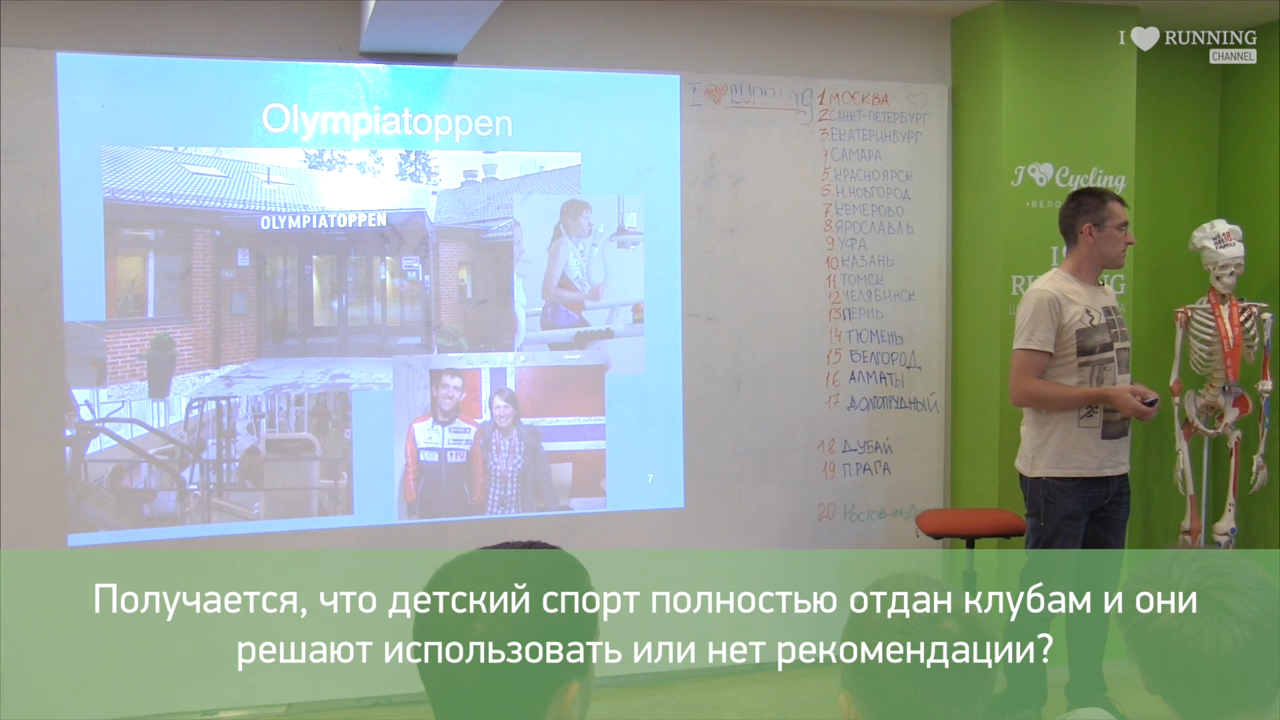 I RUNNING
CHANNEL
Olympiatoppen
OLYMPIATOPPEN
7
I RUNNING
1 МОСКВА
2 САНКТ-ПЕТЕРБУРГ
3 ЕКАТЕРИНБУРГ
4 САМАРА
5 КРАСНОЯРСК
6 Н.НОВГОРОД
7 КЕМЕРОВО
8 ЯРОСЛАВЛЬ
9 УФА
10 КАЗАНЬ
11 ТОМСК
12 ЧЕЛЯБИНСК
13 ПЕРМЬ
14 ТЮМЕНЬ
15 БЕЛГОРОД
16. АЛМАТЫ
17 ДОЛГОПРУДНЫЙ
18 ДУБАЙ
19. ПРАГА
20 Ростов-на-
I Cycling
Получается, что детский спорт полностью отдан клубам и они
решают использовать или нет рекомендации?